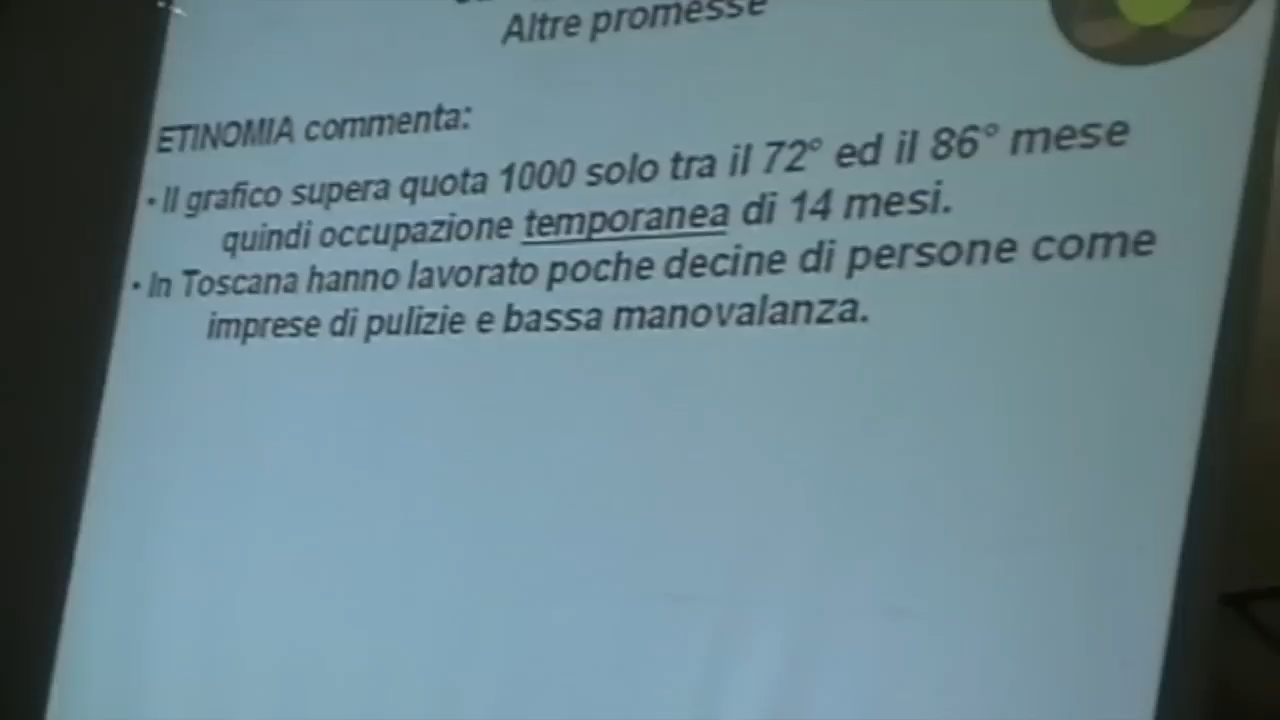 Altre promesse
ETINOMIA commenta:
• Il grafico supera quota 1000 solo tra il 72° ed il 86° mese
quindi occupazione temporanea di 14 mesi.
• In Toscana hanno lavorato poche decine di persone come
imprese di pulizie e bassa manovalanza.